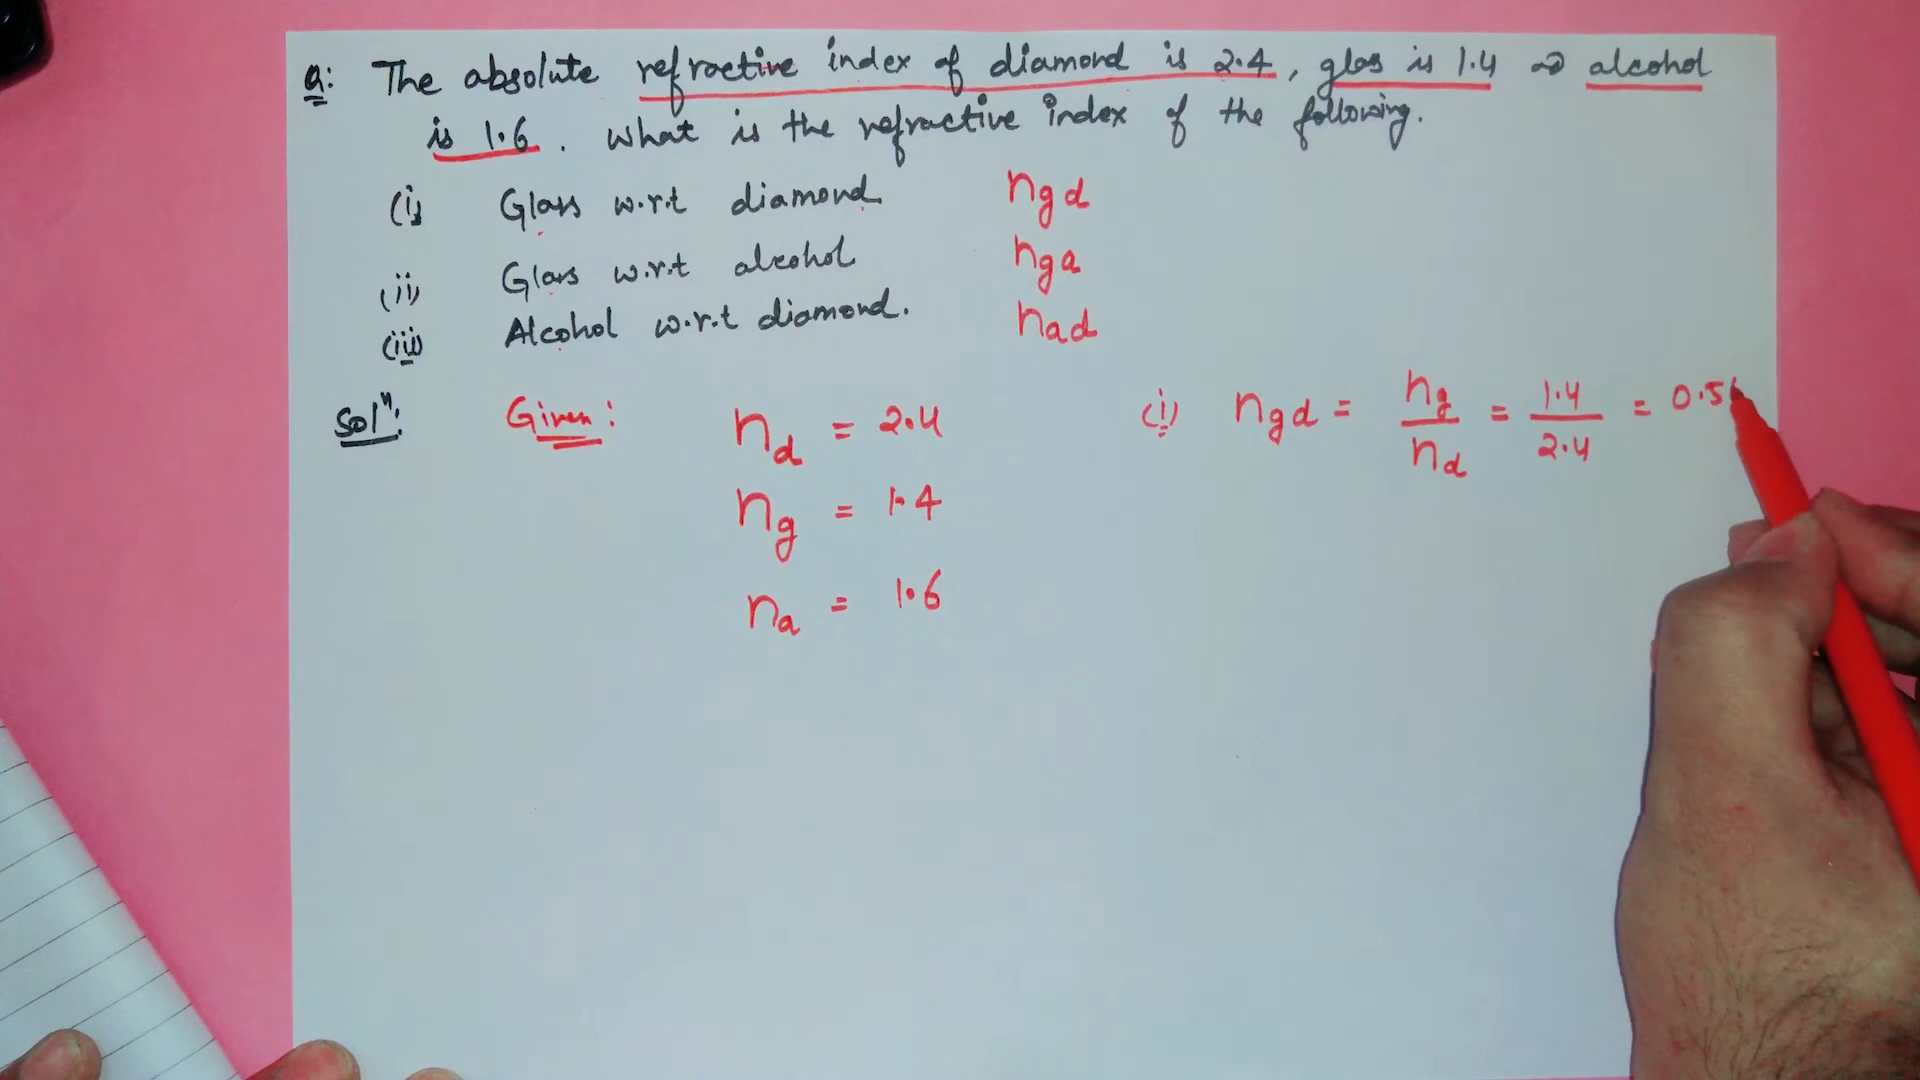 Q: The absolute refractive index of diamond is 2.4, glas is 1.4 alcohol
is 1.6. What is the refractive index of the following.
(i) Glass w.r.t diamond ngd
(ii) Glass w.r.t alcohol nga
(iii) Alcohol w.r.t diamond. nad
Solⁿ: Given: nd = 2.4
ng = 1.4
na = 1.6
(i) ngd = ng/nd = 1.4/2.4 = 0.5